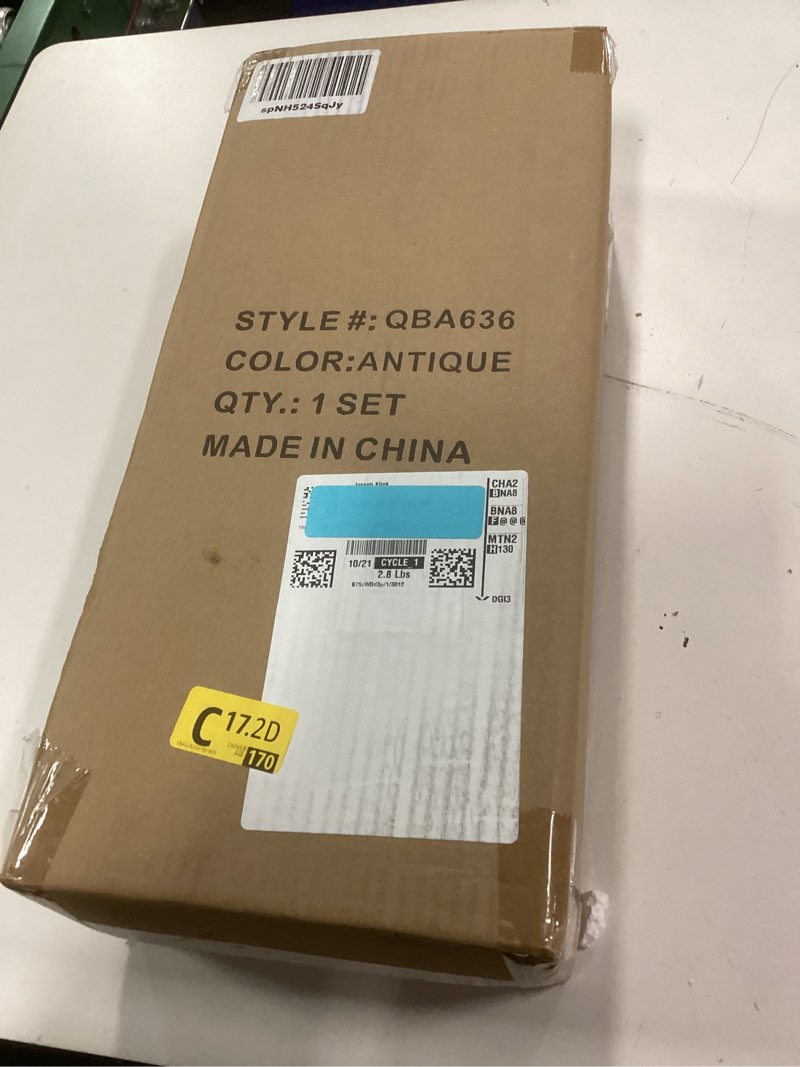 spNH524SqJy
STYLE #: QBA636
COLOR:ANTIQUE
QTY.: 1 SET
MADE IN CHINA
CHA2
BNA8
BNA8
F@@@
MTN2
H130
10/21 CYCLE 1
2.8 Lbs
DGI3
C 17.2D
170